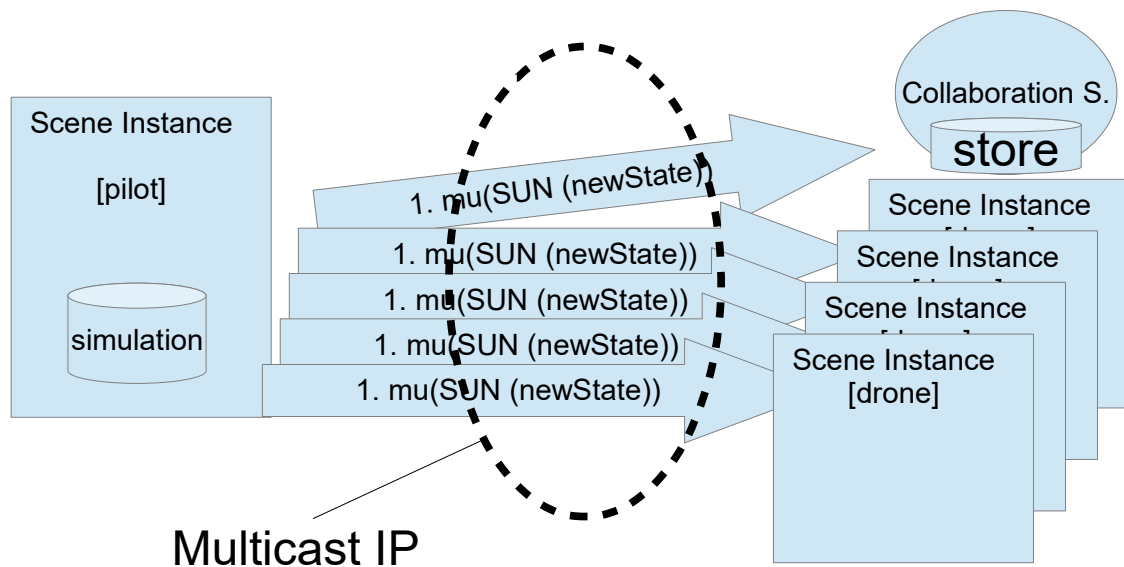 Scene Instance
[pilot]
simulation
1. mu(SUN (newState))
1. mu(SUN (newState))
1. mu(SUN (newState))
1. mu(SUN (newState))
1. mu(SUN (newState))
Multicast IP
Collaboration S.
store
Scene Instance
Scene Instance
Scene Instance
Scene Instance
[drone]